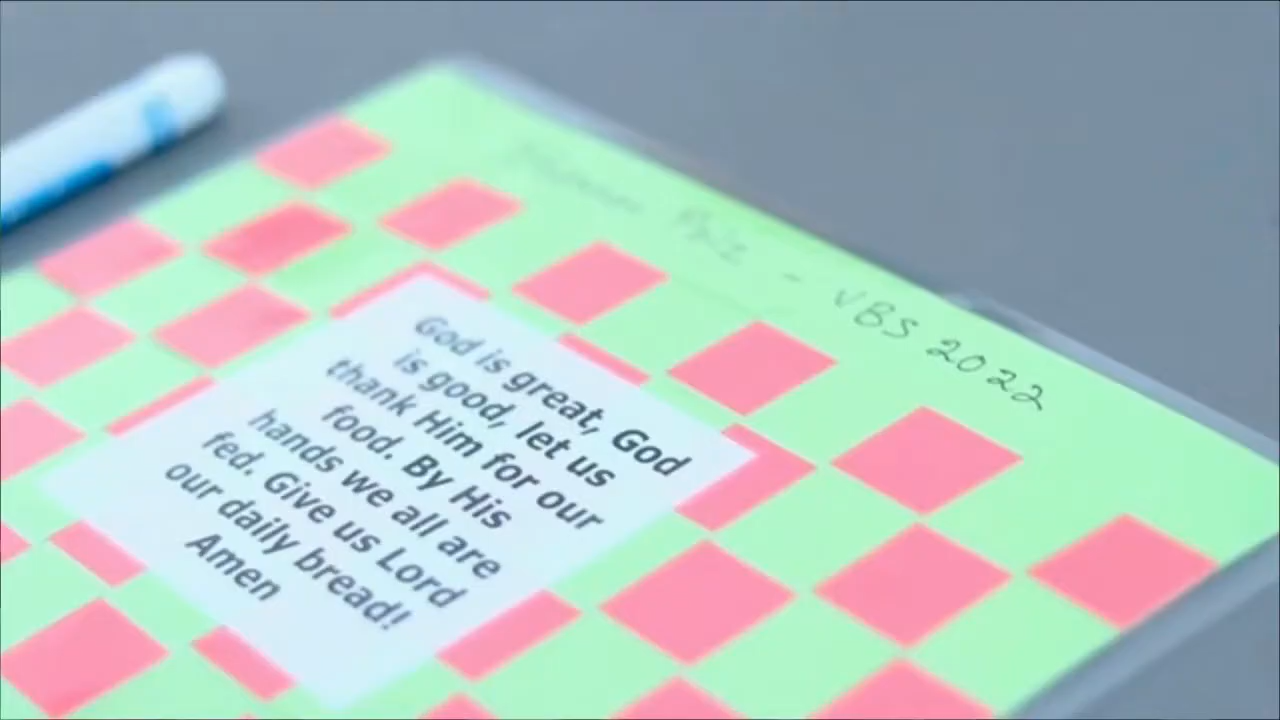 Paiz - VBS 2022
God is great, God
is good, let us
thank Him for our
food. By His
hands we all are
fed. Give us Lord
our daily bread!
Amen